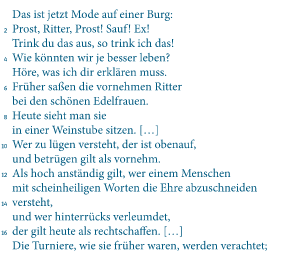 Das ist jetzt Mode auf einer Burg:
2 Prost, Ritter, Prost! Sauf! Ex!
Trink du das aus, so trink ich das!
4 Wie könnten wir je besser leben?
Höre, was ich dir erklären muss.
6 Früher saßen die vornehmen Ritter
bei den schönen Edelfrauen.
8 Heute sieht man sie
in einer Weinstube sitzen. […]
10 Wer zu lügen versteht, der ist obenauf,
und betrügen gilt als vornehm.
12 Als hoch anständig gilt, wer einem Menschen
mit scheinheiligen Worten die Ehre abzuschneiden
14 versteht,
und wer hinterrücks verleumdet,
16 der gilt heute als rechtschaffen. […]
Die Turniere, wie sie früher waren, werden verachtet;